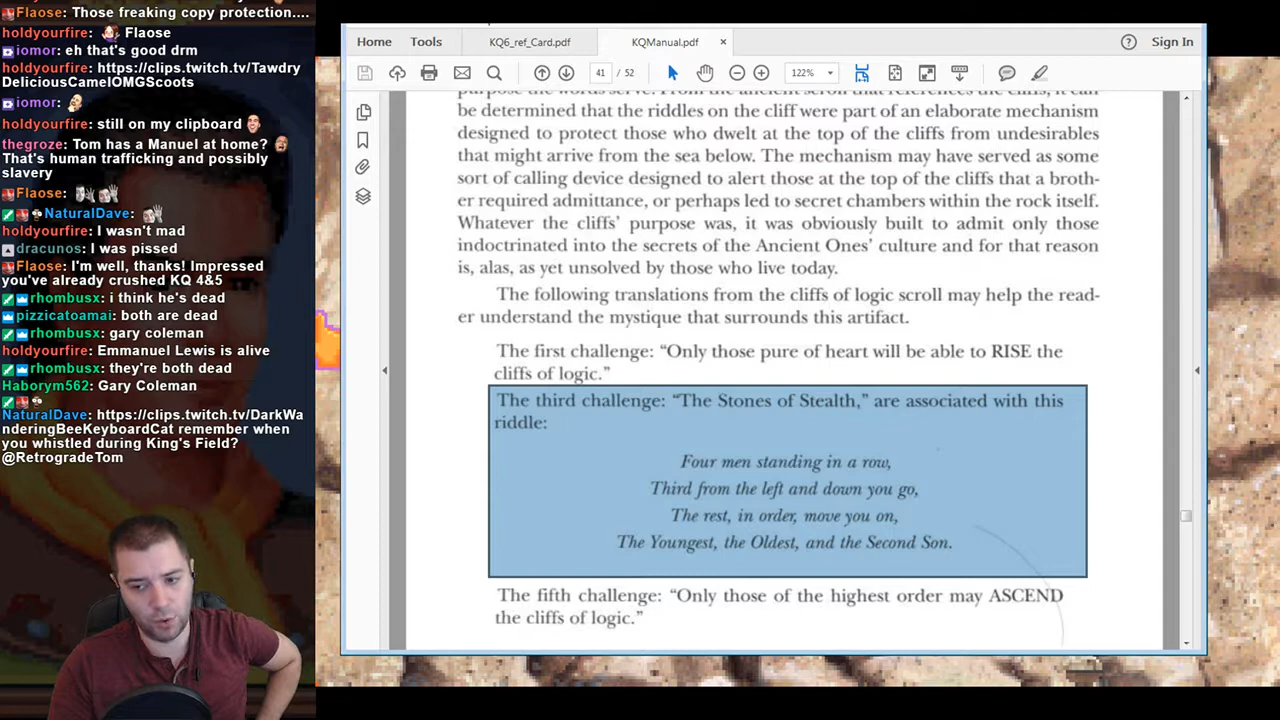 Flaose: Those freaking copy protection....
holdyourfire: Flaose
iomor: eh that's good drm
holdyourfire: https://clips.twitch.tv/Tawdry
DeliciousCamelOMGScoots
iomor:
holdyourfire: still on my clipboard
thegroze: Tom has a Manuel at home?
That's human trafficking and possibly
slavery
Flaose:
NaturalDave:
holdyourfire: I wasn't mad
dracunos: I was pissed
Flaose: I'm well, thanks! Impressed
you've already crushed KQ 4&5
rhombusx: i think he's dead
pizzicatoamai: both are dead
rhombusx: gary coleman
holdyourfire: Emmanuel Lewis is alive
rhombusx: they're both dead
Haborym562: Gary Coleman
NaturalDave: https://clips.twitch.tv/DarkWa
nderingBeeKeyboardCat remember when
you whistled during King's Field?
@RetrogradeTom
Home Tools KQ6_ref_Card.pdf KQManual.pdf × ? Sign In
41 / 52 122%
be determined that the riddles on the cliff were part of an elaborate mechanism
designed to protect those who dwelt at the top of the cliffs from undesirables
that might arrive from the sea below. The mechanism may have served as some
sort of calling device designed to alert those at the top of the cliffs that a broth-
er required admittance, or perhaps led to secret chambers within the rock itself.
Whatever the cliffs' purpose was, it was obviously built to admit only those
indoctrinated into the secrets of the Ancient Ones' culture and for that reason
is, alas, as yet unsolved by those who live today.
The following translations from the cliffs of logic scroll may help the read-
er understand the mystique that surrounds this artifact.
The first challenge: “Only those pure of heart will be able to RISE the
cliffs of logic.”
The third challenge: “The Stones of Stealth,” are associated with this
riddle:
Four men standing in a row,
Third from the left and down you go,
The rest, in order, move you on,
The Youngest, the Oldest, and the Second Son.
The fifth challenge: “Only those of the highest order may ASCEND
the cliffs of logic.”